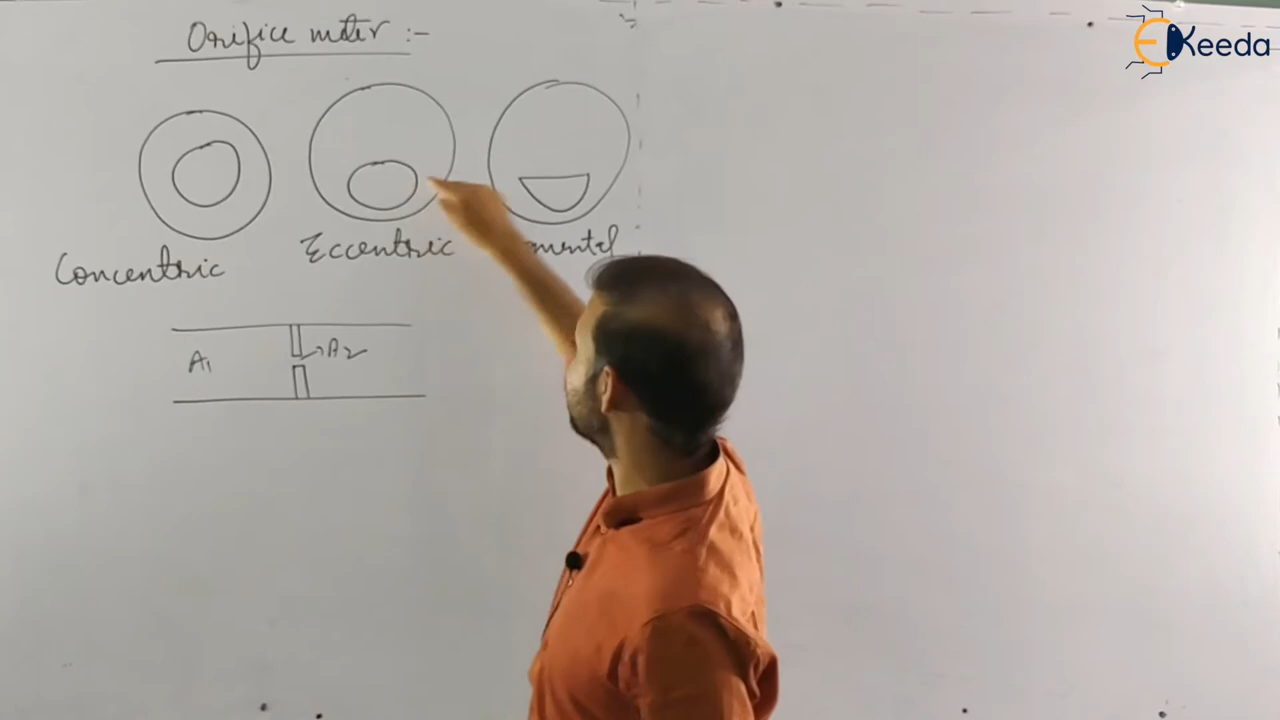 Orifice meter :-
EKeeda
Concentric
Eccentric
mental
A1
A2